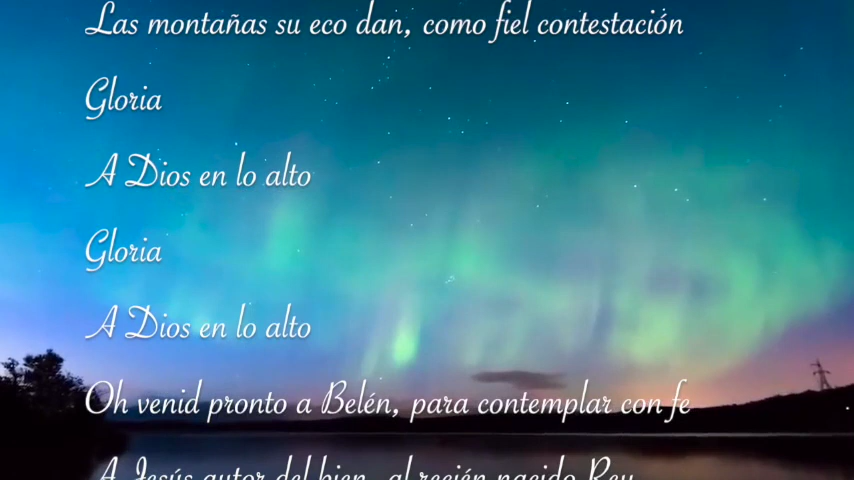 Las montañas su eco dan, como fiel contestación
Gloria
A Dios en lo alto
Gloria
A Dios en lo alto
Oh venid pronto a Belén, para contemplar con fe
A Jesús autor del bien, al recién nacido Rey